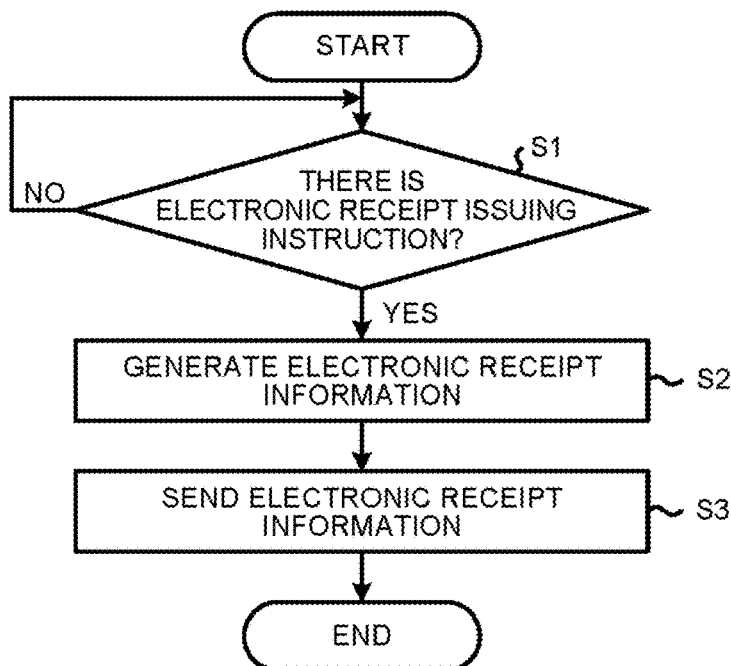 START
S1
THERE IS
ELECTRONIC RECEIPT ISSUING
INSTRUCTION?
NO
YES
GENERATE ELECTRONIC RECEIPT
INFORMATION
S2
SEND ELECTRONIC RECEIPT
INFORMATION
S3
END